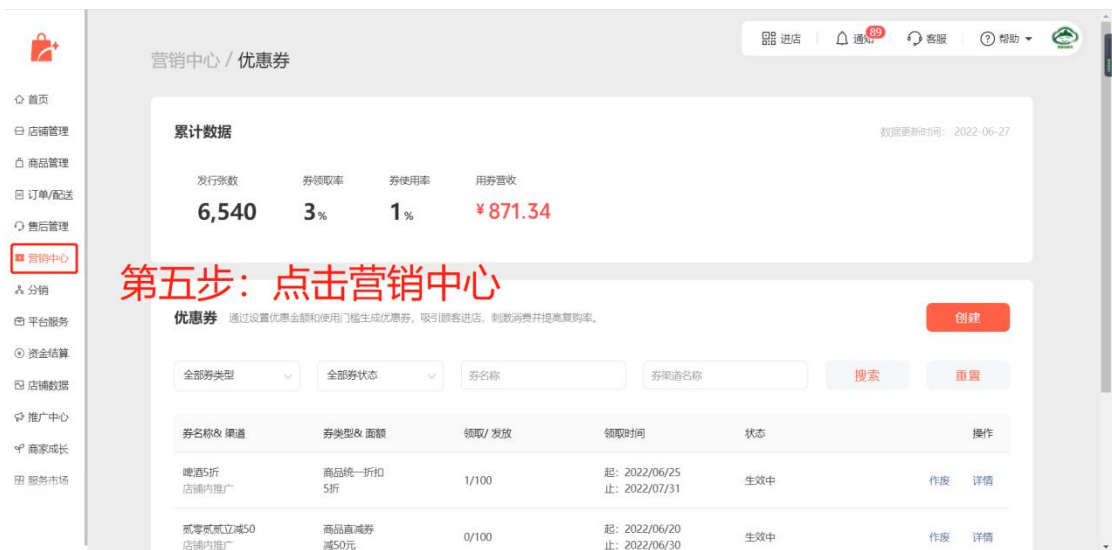 进店 通知 89 客服 帮助
营销中心 / 优惠券
首页
店铺管理
商品管理
订单/配送
售后管理
营销中心
分销
平台服务
资金结算
店铺数据
推广中心
商家成长
服务市场
累计数据 数据更新时间: 2022-06-27
发行张数 券领取率 券使用率 用券营收
6,540 3% 1% ¥871.34
第五步：点击营销中心
优惠券 通过设置优惠金额和使用门槛生成优惠券，吸引顾客进店、刺激消费并提高复购率。 创建
全部券类型 全部券状态 券名称 券渠道名称 搜索 重置
券名称& 渠道 券类型& 面额 领取/ 发放 领取时间 状态 操作
啤酒5折 商品统一折扣 1/100 起: 2022/06/25 生效中 作废 详情
店铺内推广 5折 止: 2022/07/31
贰零贰贰立减50 商品直减券 0/100 起: 2022/06/20 生效中 作废 详情
店铺内推广 减50元 止: 2022/06/30